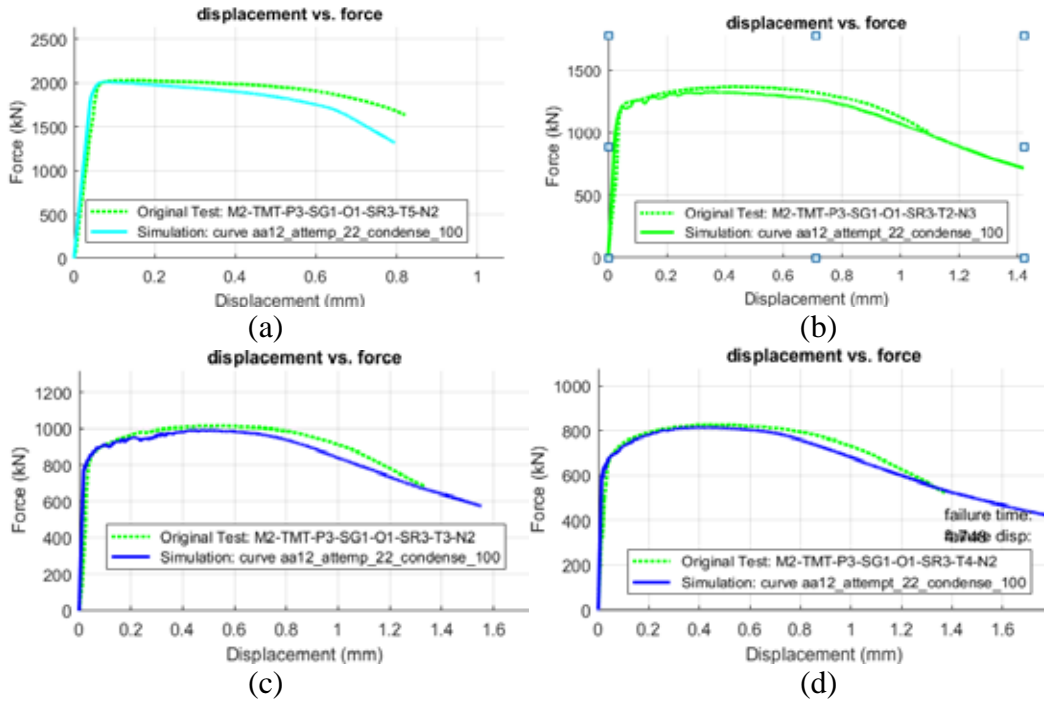 displacement vs. force
2500
2000
1500
1000
500
0
Force (kN)
Original Test: M2-TMT-P3-SG1-O1-SR3-T5-N2
Simulation: curve aa12_attemp_22_condense_100
0 0.2 0.4 0.6 0.8 1
Displacement (mm)
(a)
displacement vs. force
1500
1000
500
0
Force (kN)
Original Test: M2-TMT-P3-SG1-O1-SR3-T2-N3
Simulation: curve aa12_attempt_22_condense_100
0 0.2 0.4 0.6 0.8 1 1.2 1.4
Displacement (mm)
(b)
displacement vs. force
1200
1000
800
600
400
200
0
Force (kN)
Original Test: M2-TMT-P3-SG1-O1-SR3-T3-N2
Simulation: curve aa12_attemp_22_condense_100
0 0.2 0.4 0.6 0.8 1 1.2 1.4 1.6
Displacement (mm)
(c)
displacement vs. force
1000
800
600
400
200
0
Force (kN)
failure time:
disp:
Original Test: M2-TMT-P3-SG1-O1-SR3-T4-N2
Simulation: curve aa12_attempt_22_condense_100
0 0.2 0.4 0.6 0.8 1 1.2 1.4 1.6
Displacement (mm)
(d)